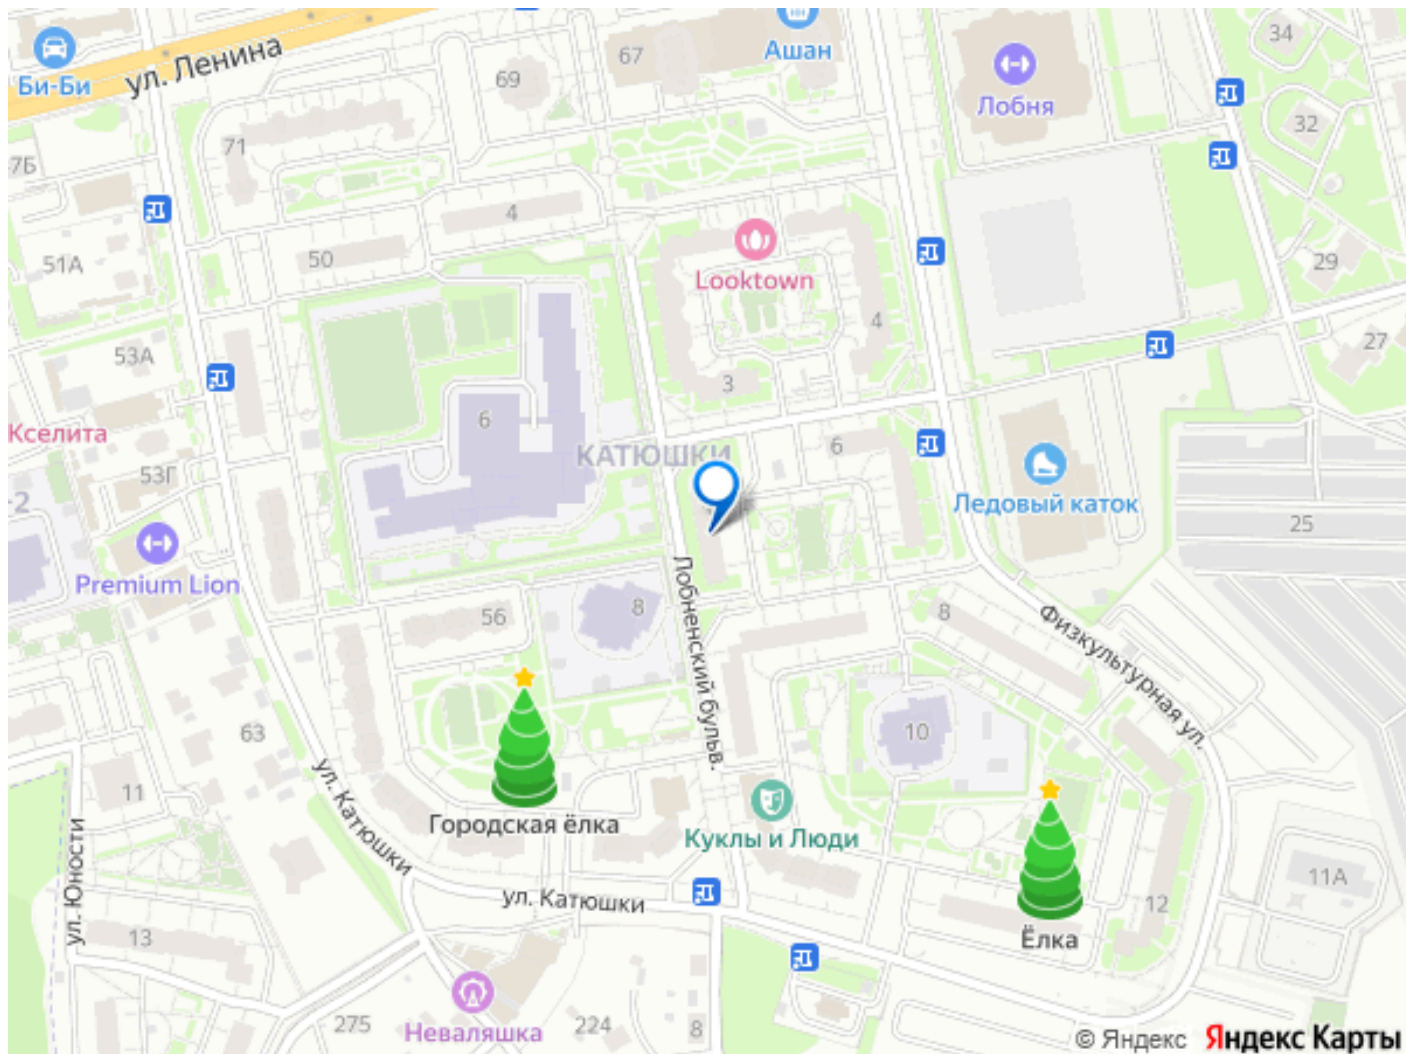 Би-Би
ул. Ленина
69
67
Ашан
Лобня
34
32
71
7Б
4
51А
50
Looktown
29
4
53А
3
27
Кселита
6
КАТЮШКИ
6
53Г
-2
Ледовый каток
25
Premium Lion
56
8
Лобненский бульв.
8
Физкультурная ул.
63
10
11
ул. Катюшки
Городская ёлка
Куклы и Люди
ул. Юности
11А
ул. Катюшки
12
13
Ёлка
275
Неваляшка
224
8
© Яндекс Яндекс Карты